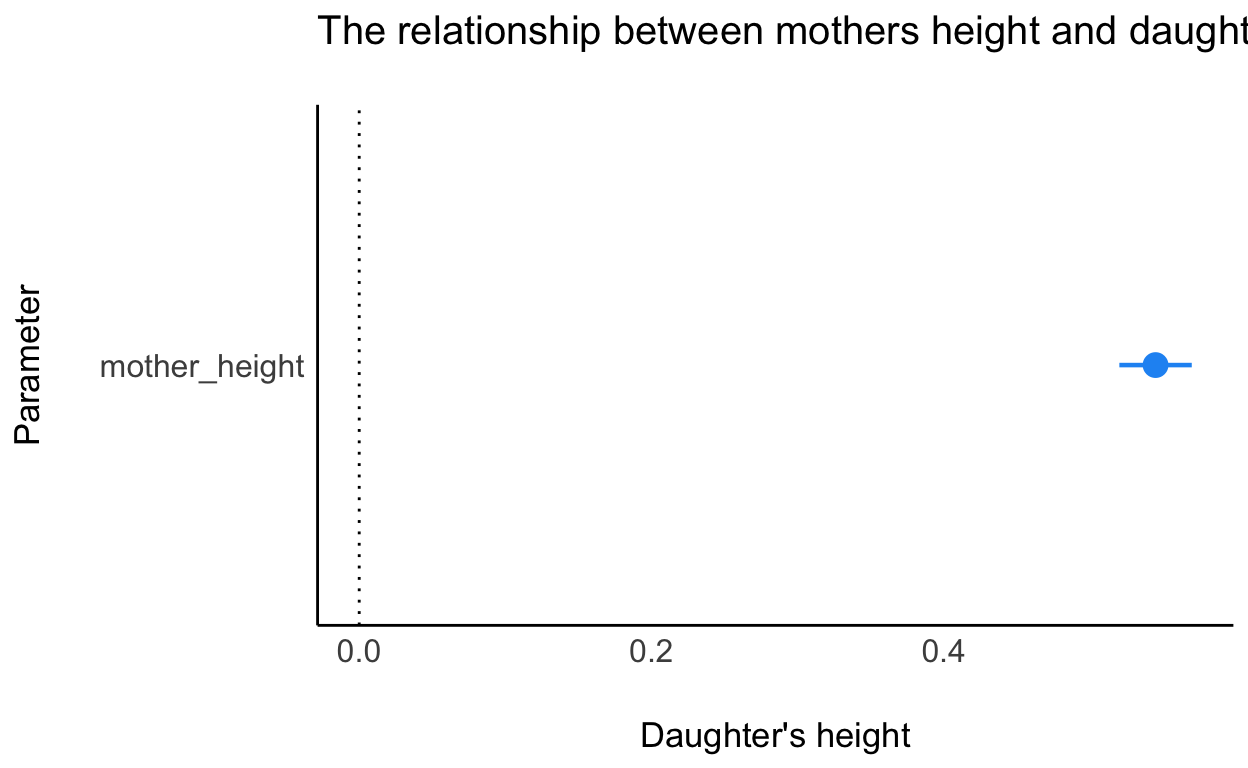 The relationship between mothers height and daught
Parameter
mother_height
0.0 0.2 0.4
Daughter's height